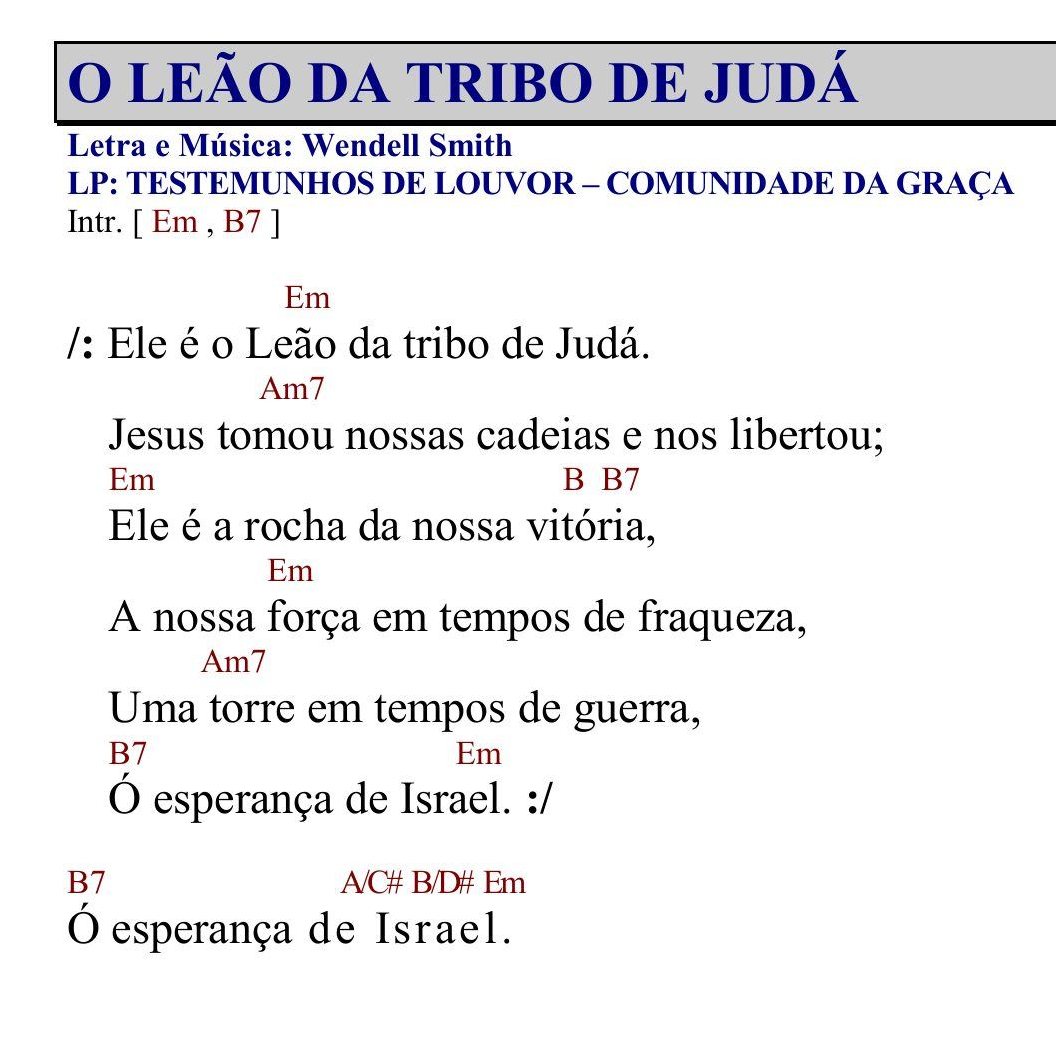 O LEÃO DA TRIBO DE JUDÁ
Letra e Música: Wendell Smith
LP: TESTEMUNHOS DE LOUVOR – COMUNIDADE DA GRAÇA
Intr. [ Em , B7 ]
Em
/: Ele é o Leão da tribo de Judá.
Am7
Jesus tomou nossas cadeias e nos libertou;
Em B B7
Ele é a rocha da nossa vitória,
Em
A nossa força em tempos de fraqueza,
Am7
Uma torre em tempos de guerra,
B7 Em
Ó esperança de Israel. :/
B7 A/C# B/D# Em
Ó esperança de Israel.